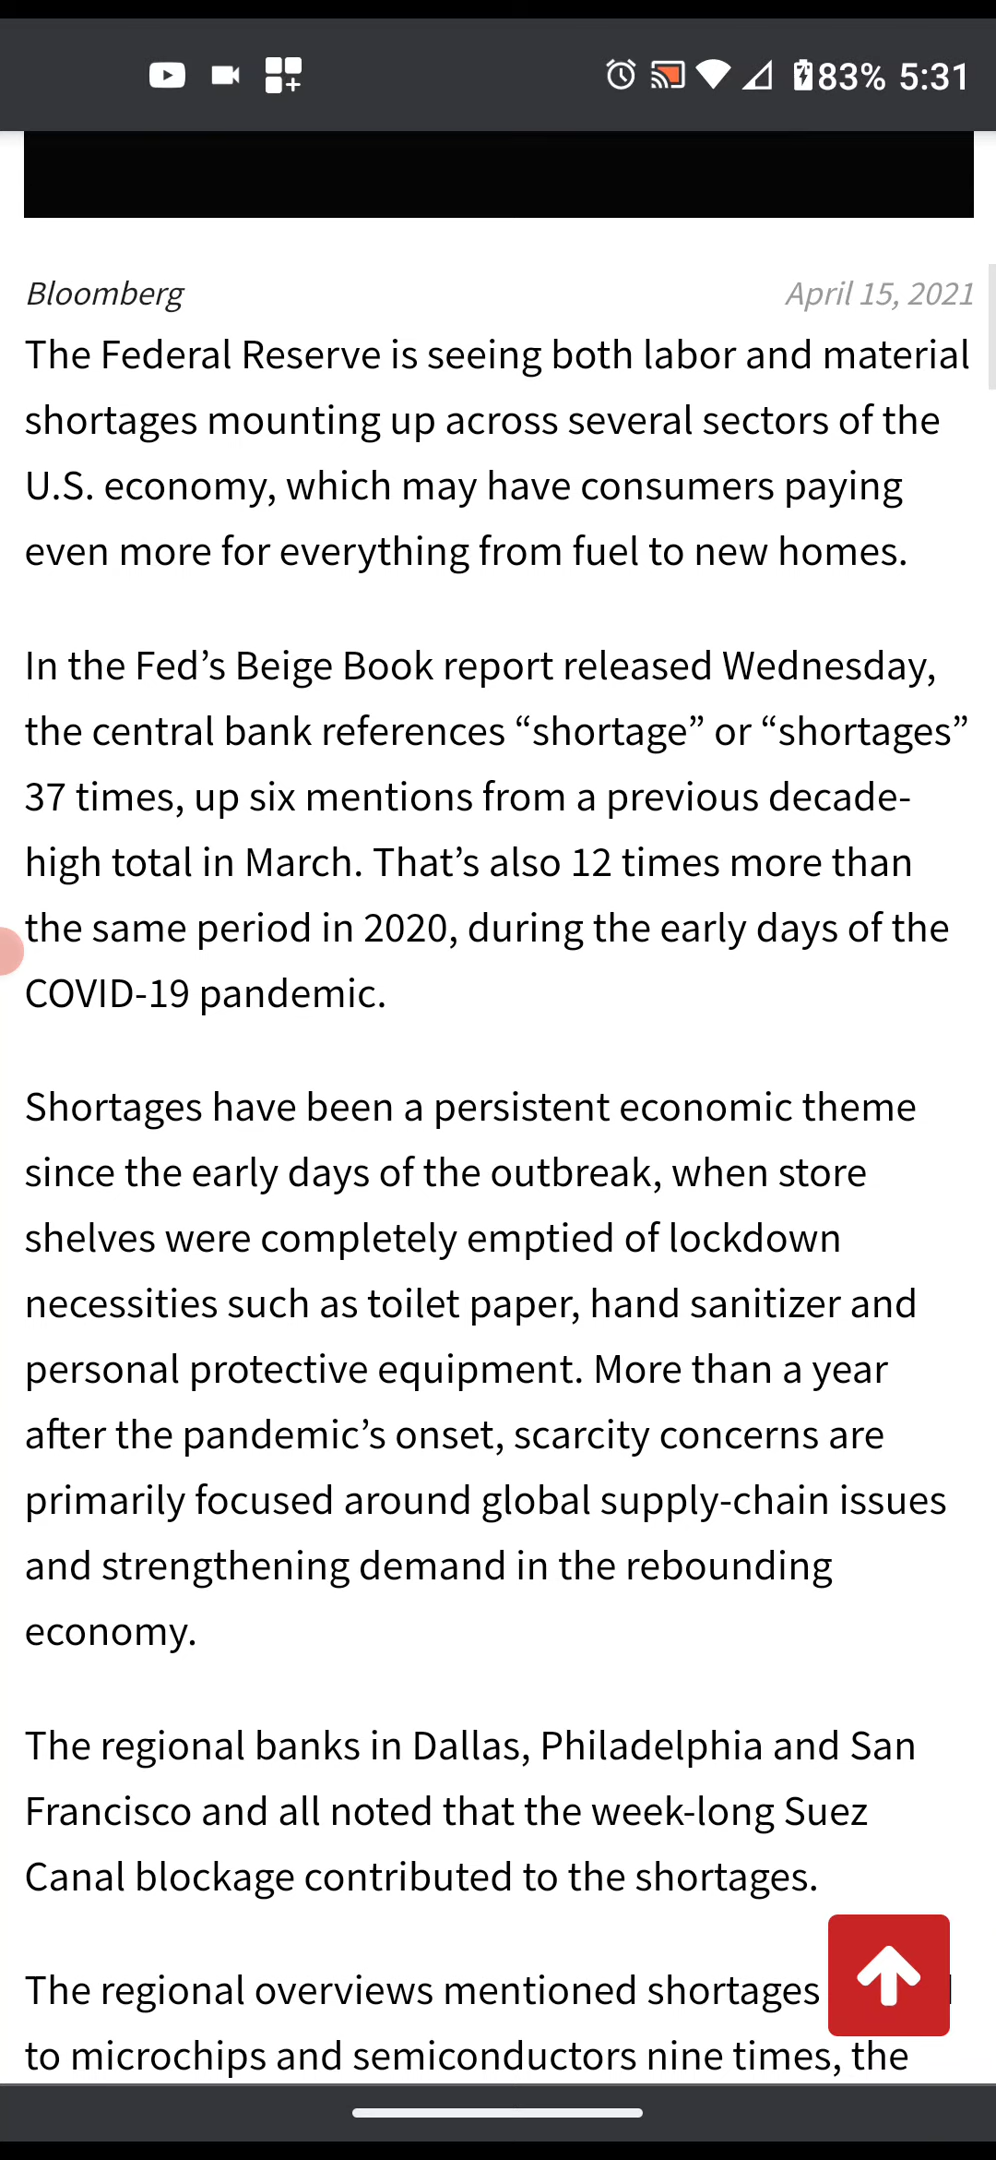 83% 5:31
Bloomberg April 15, 2021
The Federal Reserve is seeing both labor and material
shortages mounting up across several sectors of the
U.S. economy, which may have consumers paying
even more for everything from fuel to new homes.
In the Fed’s Beige Book report released Wednesday,
the central bank references “shortage” or “shortages”
37 times, up six mentions from a previous decade-
high total in March. That’s also 12 times more than
the same period in 2020, during the early days of the
COVID-19 pandemic.
Shortages have been a persistent economic theme
since the early days of the outbreak, when store
shelves were completely emptied of lockdown
necessities such as toilet paper, hand sanitizer and
personal protective equipment. More than a year
after the pandemic’s onset, scarcity concerns are
primarily focused around global supply-chain issues
and strengthening demand in the rebounding
economy.
The regional banks in Dallas, Philadelphia and San
Francisco and all noted that the week-long Suez
Canal blockage contributed to the shortages.
The regional overviews mentioned shortages
to microchips and semiconductors nine times, the